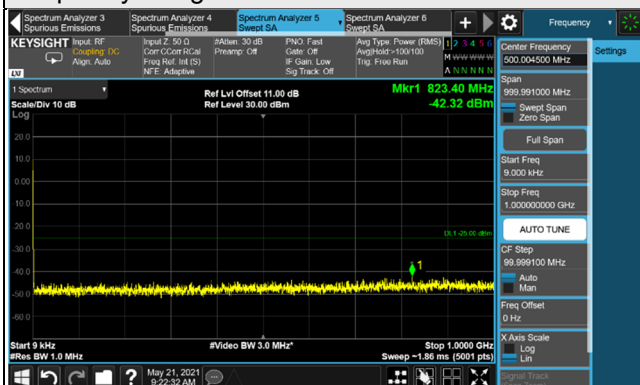 Spectrum Analyzer 3
Spurious Emissions
Spectrum Analyzer 4
Spurious Emissions
Spectrum Analyzer 5
Swept SA
Spectrum Analyzer 6
Swept SA
+
Frequency
KEYSIGHT
Input: RF
Coupling: DC
Align: Auto
Input Z: 50 Ω
Corr CCorr RCal
Freq Ref: Int (S)
NFE: Adaptive
#Atten: 30 dB
Preamp: Off
PNO: Fast
Gate: Off
IF Gain: Low
Sig Track: Off
Avg Type: Power (RMS)
Avg|Hold:>100/100
Trig: Free Run
1 2 3 4 5 6
M W W W W W
A N N N N N
LXI
Center Frequency
500.004500 MHz
Settings
Span
999.991000 MHz
Swept Span
Zero Span
Full Span
Start Freq
9.000 kHz
Stop Freq
1.000000000 GHz
AUTO TUNE
CF Step
99.999100 MHz
Auto
Man
Freq Offset
0 Hz
X Axis Scale
Log
Lin
Signal Track
1 Spectrum
Scale/Div 10 dB
Log
Ref Lvl Offset 11.00 dB
Ref Level 30.00 dBm
Mkr1 823.40 MHz
-42.32 dBm
20.0
10.0
0.00
-10.0
-20.0
-30.0
-40.0
-50.0
-60.0
DL1 -25.00 dBm
1
Start 9 kHz
#Res BW 1.0 MHz
#Video BW 3.0 MHz*
Stop 1.0000 GHz
Sweep ~1.86 ms (5001 pts)
?
May 21, 2021
9:22:32 AM